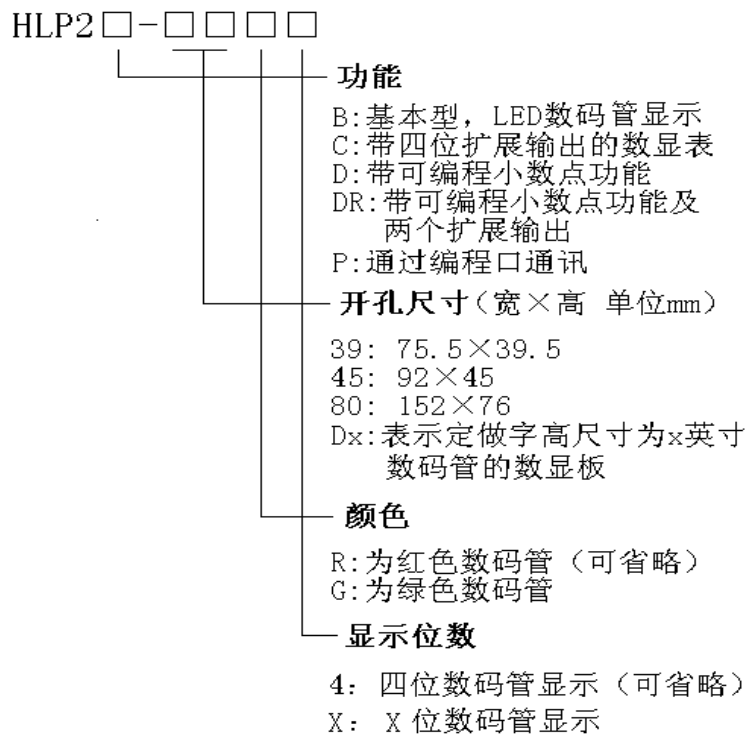 HLP2□-□□□□
功能
B:基本型，LED数码管显示
C:带四位扩展输出的数显表
D:带可编程小数点功能
DR:带可编程小数点功能及
两个扩展输出
P:通过编程口通讯
开孔尺寸(宽×高 单位mm)
39: 75.5×39.5
45: 92×45
80: 152×76
Dx:表示定做字高尺寸为x英寸
数码管的数显板
颜色
R:为红色数码管（可省略）
G:为绿色数码管
显示位数
4: 四位数码管显示（可省略）
X: X位数码管显示